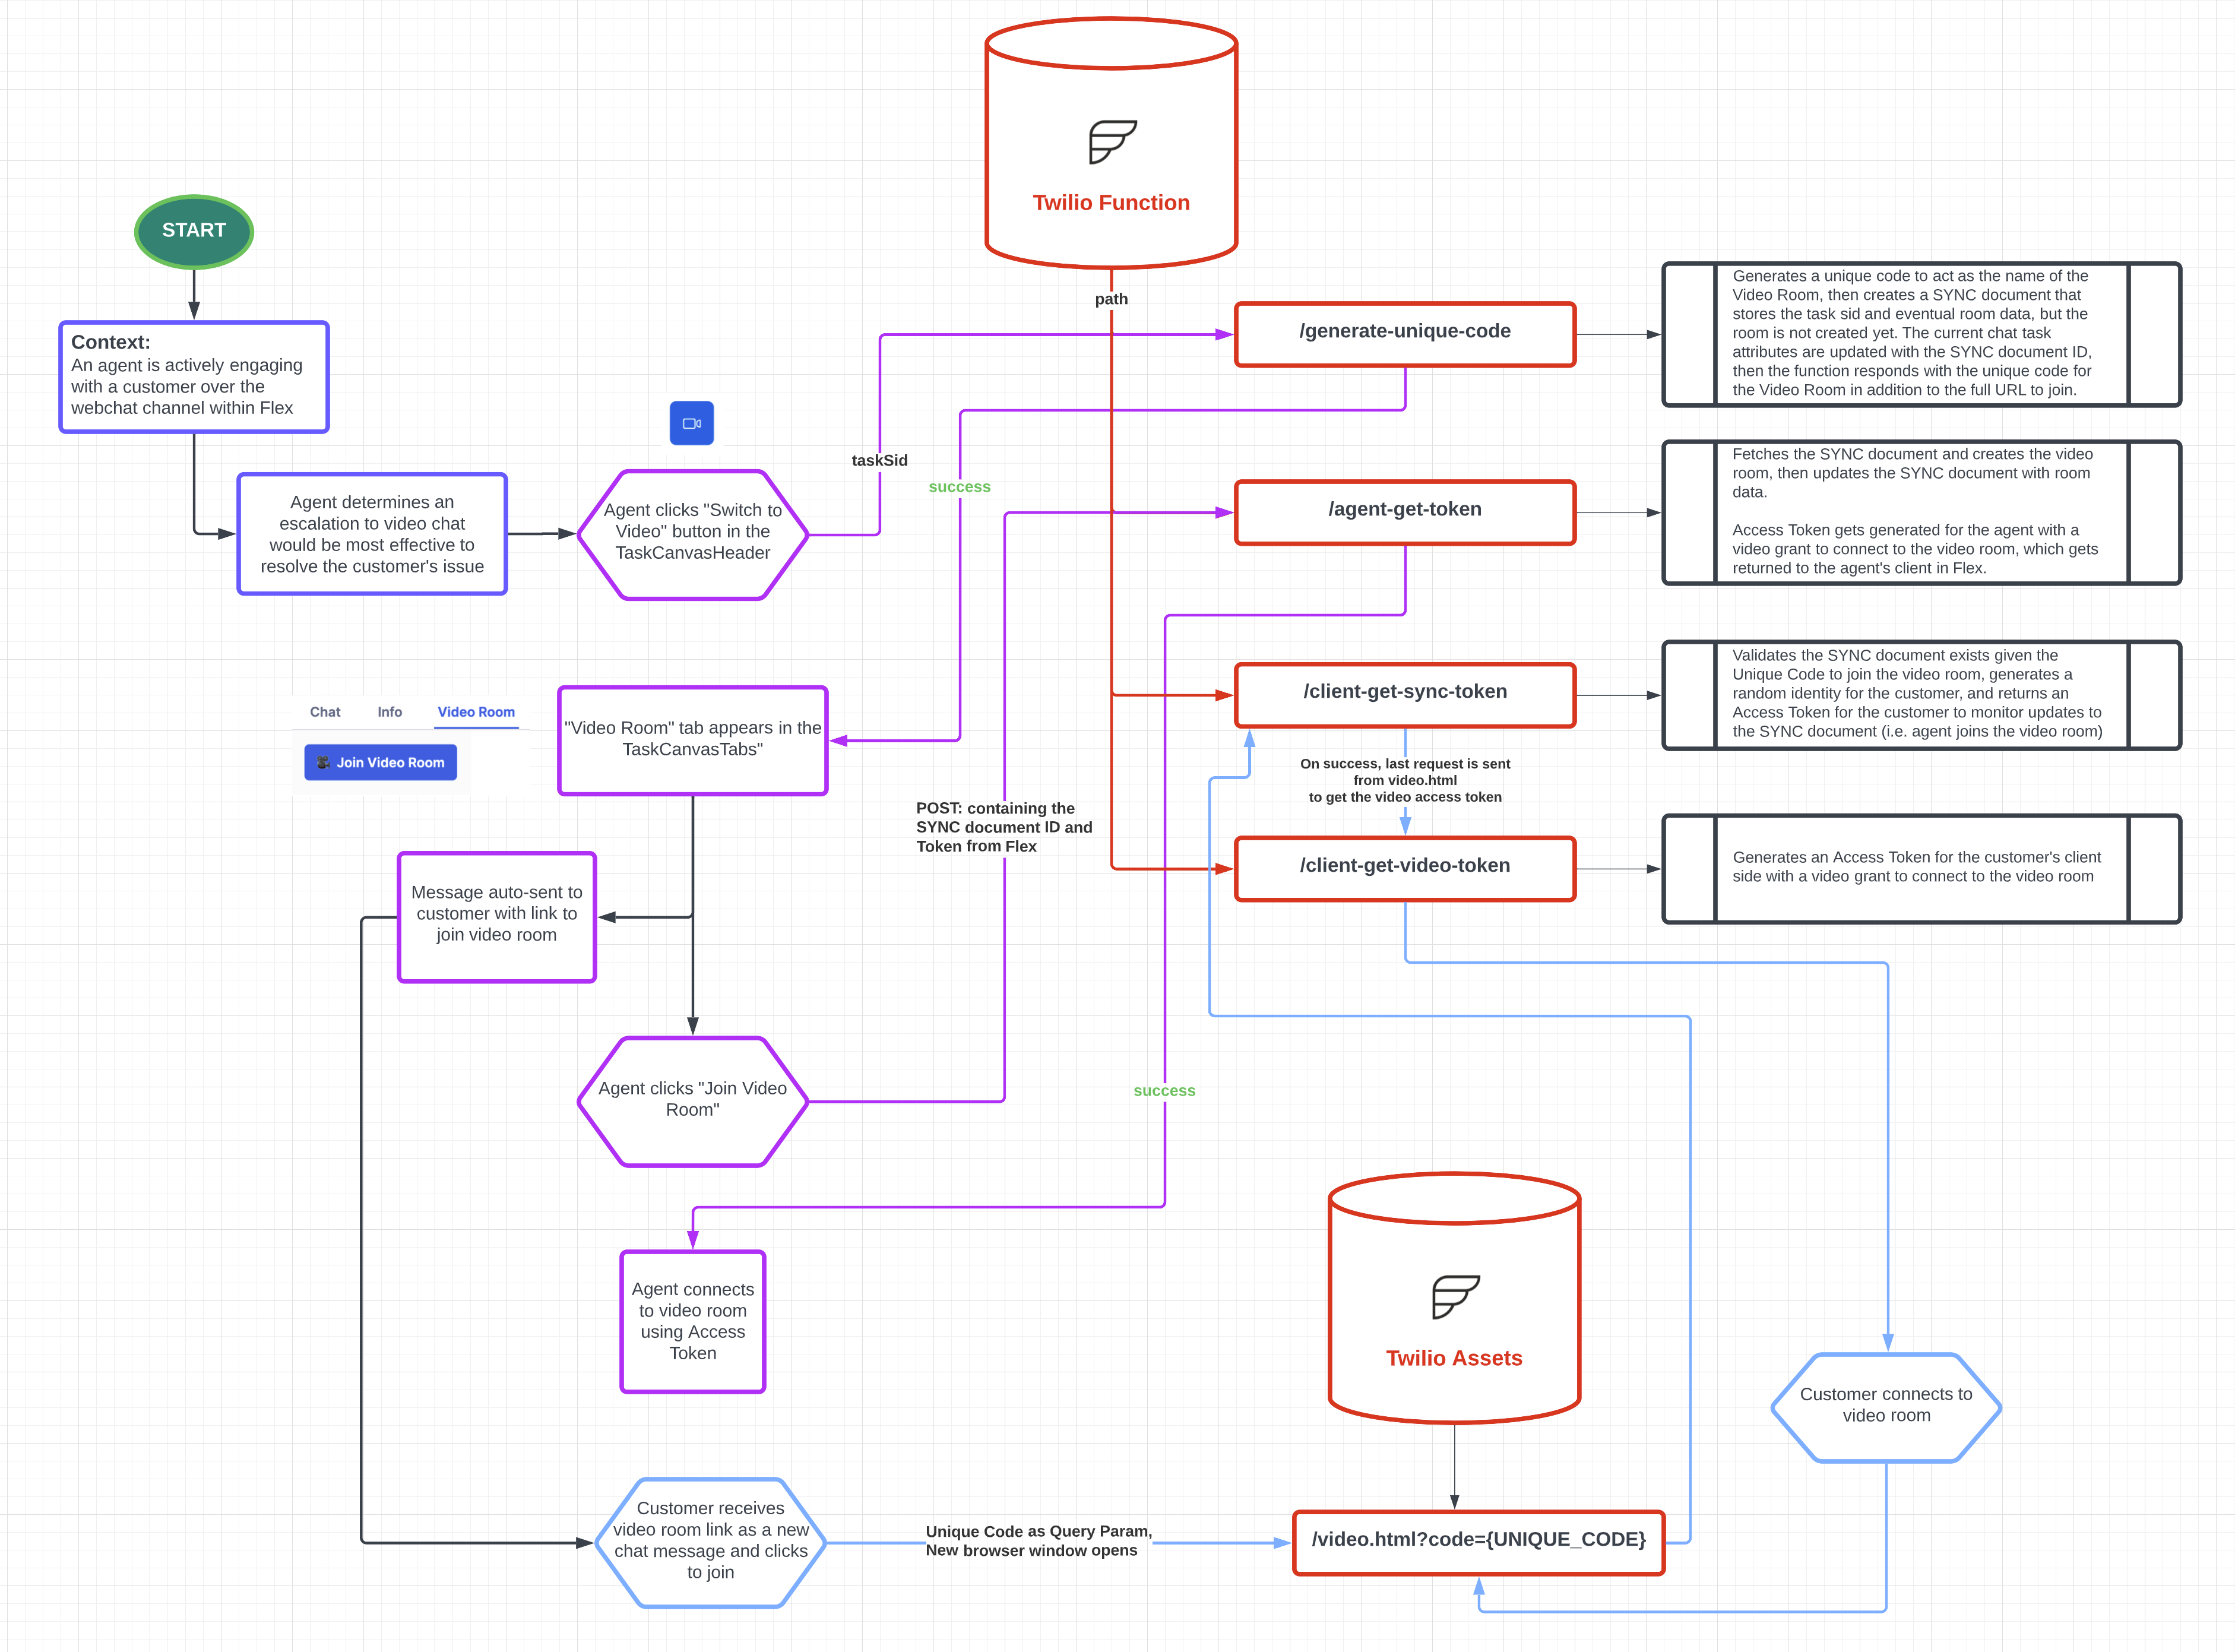 Twilio Function
START
path
Context:
An agent is actively engaging
with a customer over the
webchat channel within Flex
Agent determines an
escalation to video chat
would be most effective to
resolve the customer's issue
Agent clicks "Switch to
Video" button in the
TaskCanvasHeader
taskSid
success
/generate-unique-code
Generates a unique code to act as the name of the
Video Room, then creates a SYNC document that
stores the task sid and eventual room data, but the
room is not created yet. The current chat task
attributes are updated with the SYNC document ID,
then the function responds with the unique code for
the Video Room in addition to the full URL to join.
/agent-get-token
Fetches the SYNC document and creates the video
room, then updates the SYNC document with room
data.
Access Token gets generated for the agent with a
video grant to connect to the video room, which gets
returned to the agent's client in Flex.
/client-get-sync-token
Validates the SYNC document exists given the
Unique Code to join the video room, generates a
random identity for the customer, and returns an
Access Token for the customer to monitor updates to
the SYNC document (i.e. agent joins the video room)
Chat Info Video Room
Join Video Room
"Video Room" tab appears in the
TaskCanvasTabs"
On success, last request is sent
from video.html
to get the video access token
POST: containing the
SYNC document ID and
Token from Flex
/client-get-video-token
Generates an Access Token for the customer's client
side with a video grant to connect to the video room
Message auto-sent to
customer with link to
join video room
Agent clicks "Join Video
Room"
success
Agent connects
to video room
using Access
Token
Twilio Assets
Customer connects to
video room
Customer receives
video room link as a new
chat message and clicks
to join
Unique Code as Query Param,
New browser window opens
/video.html?code={UNIQUE_CODE}